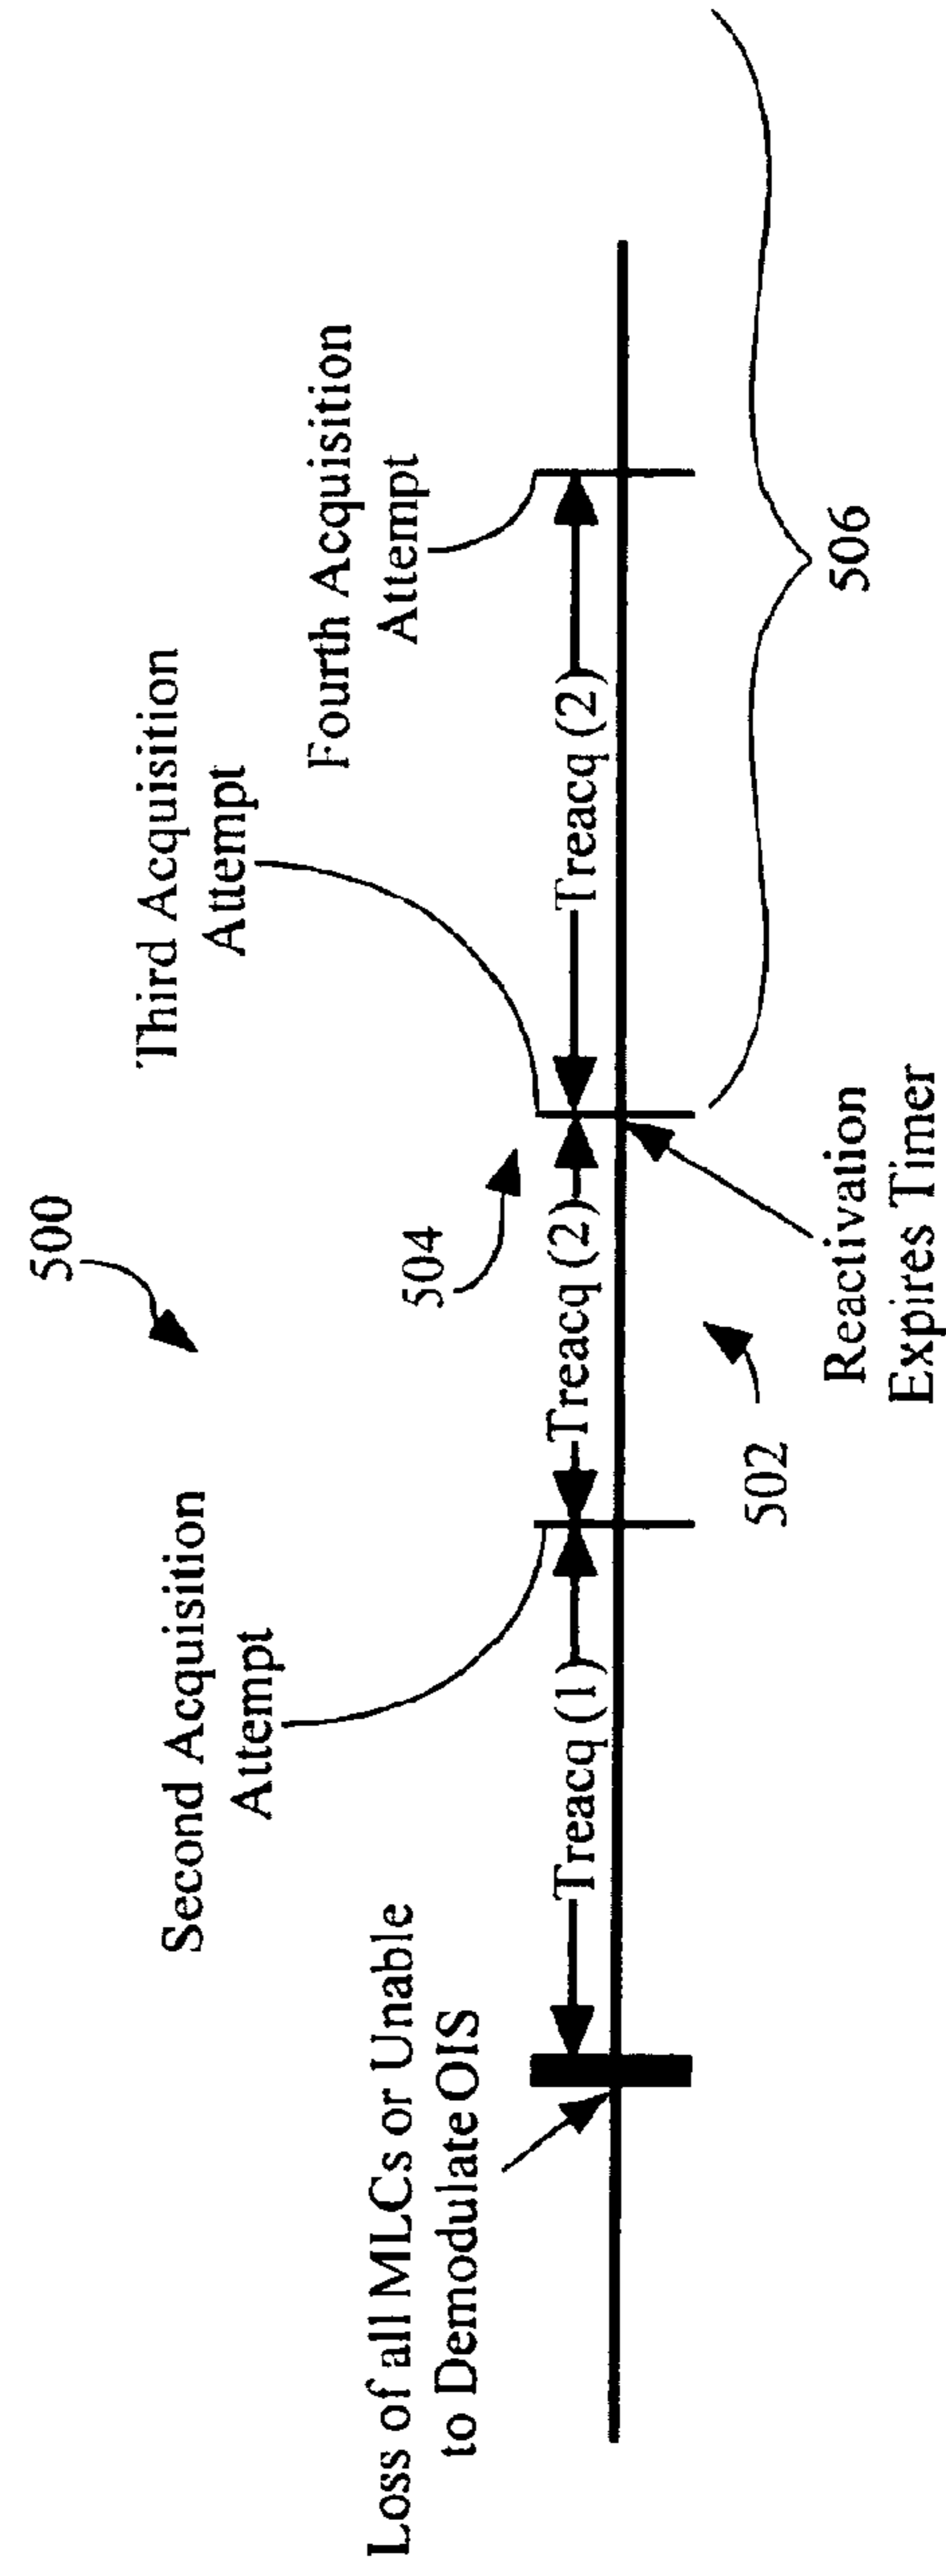 500
Third Acquisition
Attempt
Second Acquisition
Attempt
Fourth Acquisition
Attempt
Loss of all MLCs or Unable
to Demodulate OIS
504
Treacq (1)
Treacq (2)
Treacq (2)
502
Reactivation
Expires Timer
506